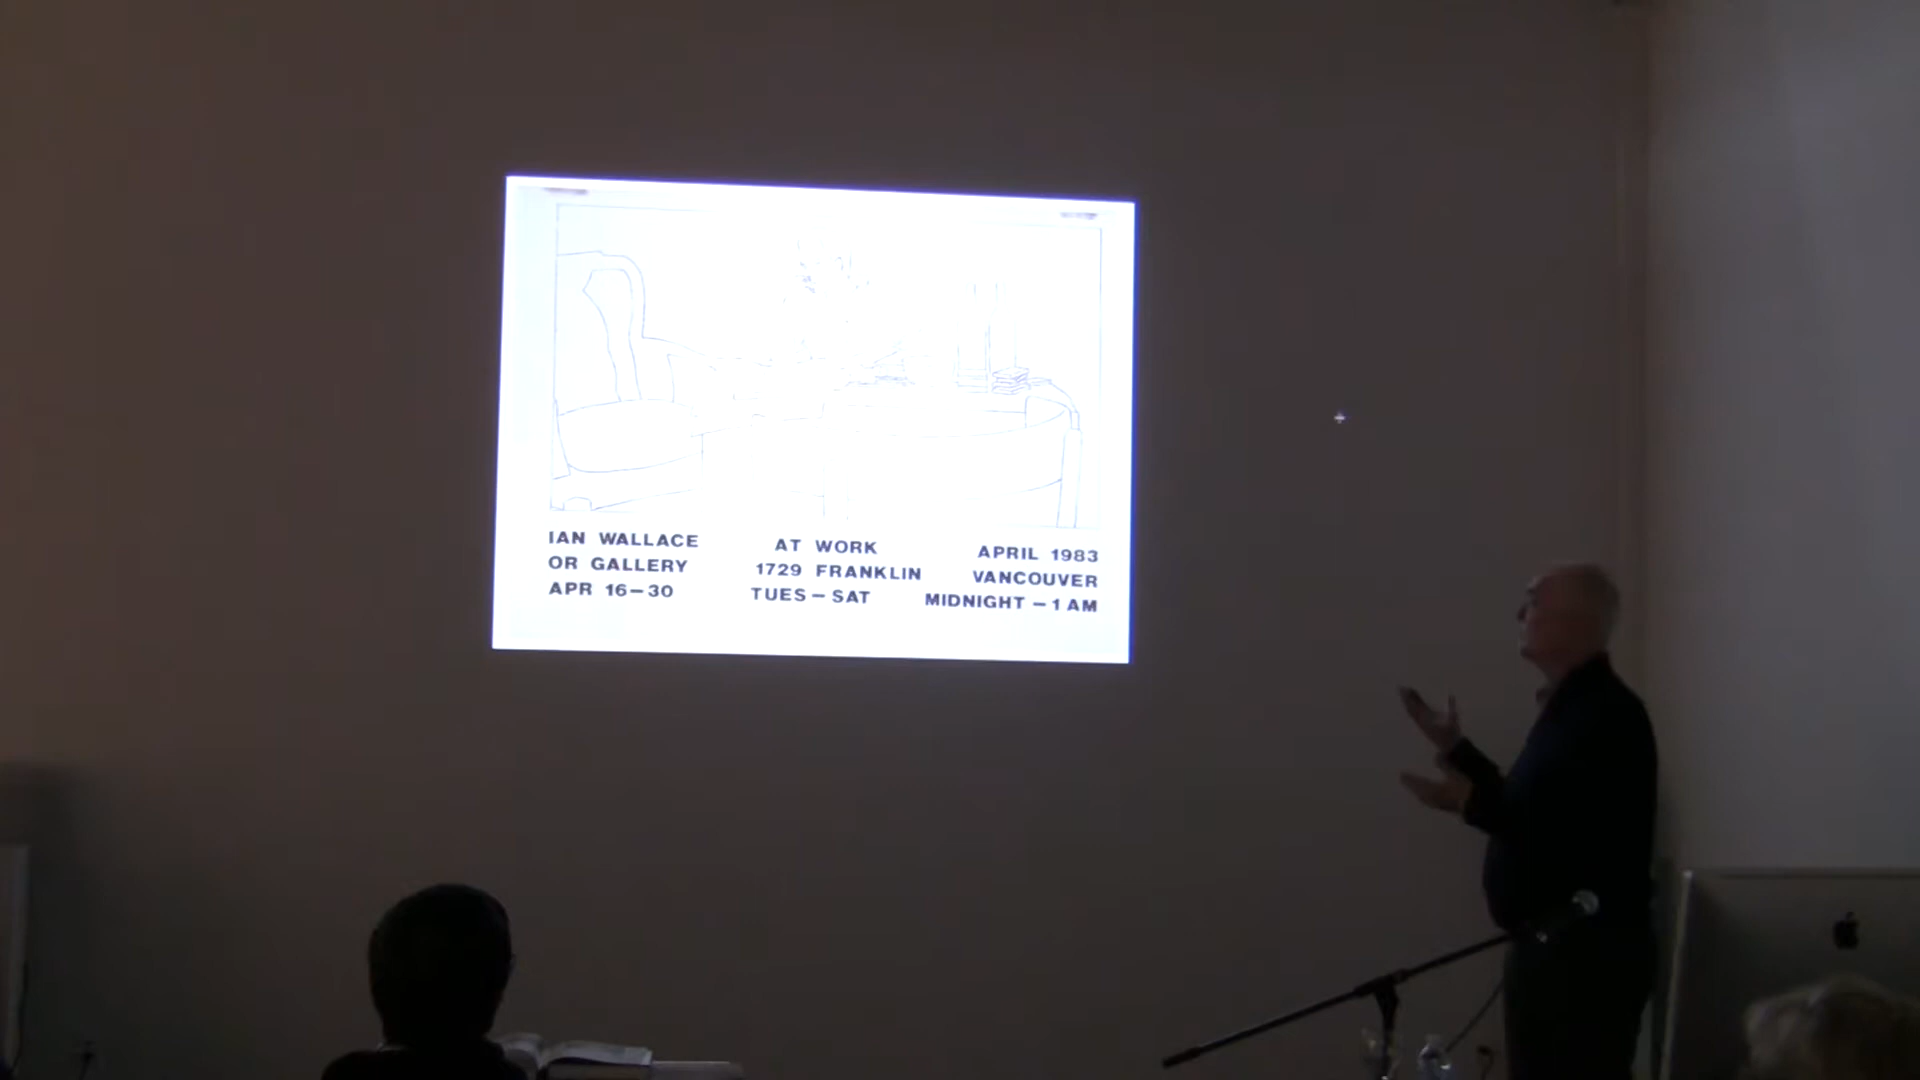 IAN WALLACE AT WORK APRIL 1983
OR GALLERY 1729 FRANKLIN VANCOUVER
APR 16–30 TUES–SAT MIDNIGHT–1 AM